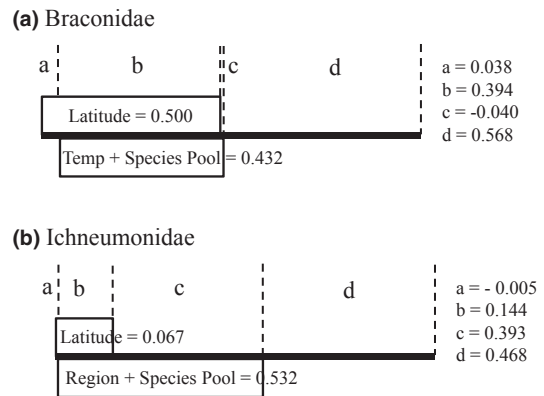 (a) Braconidae
a b c d
Latitude = 0.500
Temp + Species Pool = 0.432
a = 0.038
b = 0.394
c = -0.040
d = 0.568
(b) Ichneumonidae
a b c d
Latitude = 0.067
Region + Species Pool = 0.532
a = - 0.005
b = 0.144
c = 0.393
d = 0.468